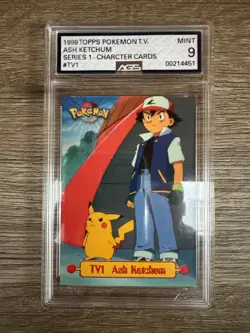 1999 TOPPS POKEMON T.V.
MINT
ASH KETCHUM
9
SERIES 1 - CHARCTER CARDS
#TV1
AGS
00214451
POKéMON
TV1 Ash Ketchum